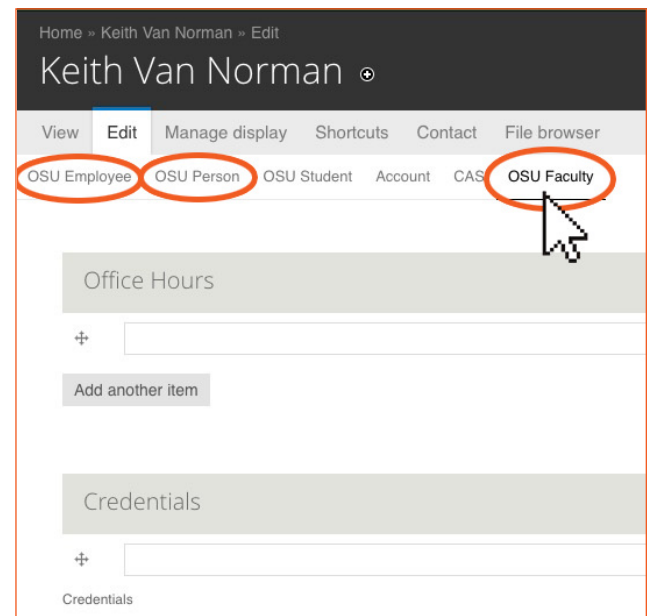 Home » Keith Van Norman » Edit
Keith Van Norman
View Edit Manage display Shortcuts Contact File browser
OSU Employee OSU Person OSU Student Account CAS OSU Faculty
Office Hours
Add another item
Credentials
Credentials